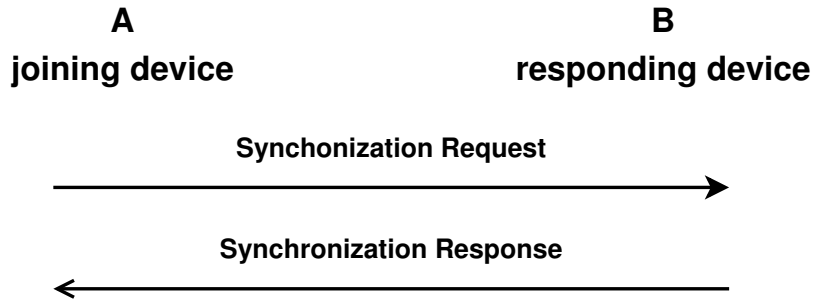 A B
joining device responding device
Synchonization Request
Synchronization Response